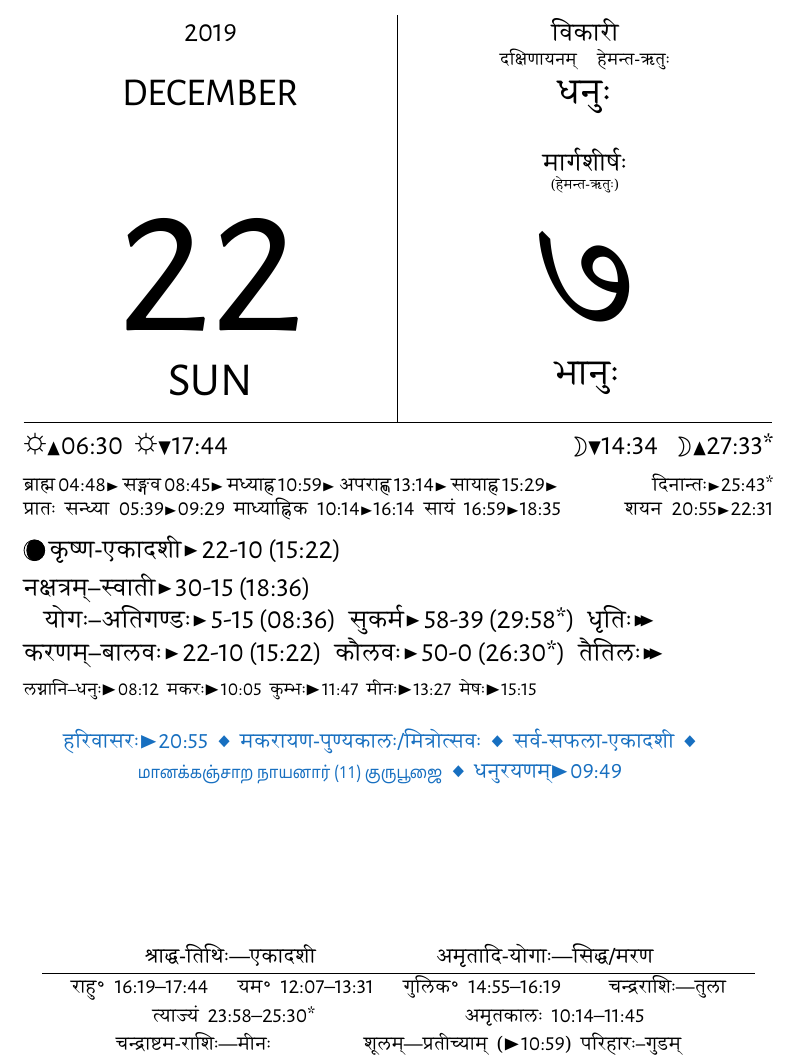 2019
DECEMBER
22
SUN
विकारी
दक्षिणायनम् हेमन्त-ऋतुः
धनुः
मार्गशीर्षः
(हेमन्त-ऋतुः)
७
भानुः
☼▲06:30 ☼▼17:44 ☽▼14:34 ☽▲27:33*
ब्राह्म 04:48► सङ्गव 08:45► मध्याह्न 10:59► अपराह्ण 13:14► सायाह्न 15:29► दिनान्तः►25:43*
प्रातः सन्ध्या 05:39►09:29 माध्याह्निक 10:14►16:14 सायं 16:59►18:35 शयन 20:55►22:31
कृष्ण-एकादशी► 22-10 (15:22)
नक्षत्रम्–स्वाती► 30-15 (18:36)
योगः–अतिगण्डः► 5-15 (08:36) सुकर्म► 58-39 (29:58*) धृतिः►►
करणम्–बालवः► 22-10 (15:22) कौलवः► 50-0 (26:30*) तैतिलः►►
लग्नानि–धनुः►08:12 मकरः►10:05 कुम्भः►11:47 मीनः►13:27 मेषः►15:15
हरिवासरः►20:55 ◆ मकरायण-पुण्यकालः/मित्रोत्सवः ◆ सर्व-सफला-एकादशी ◆
மானக்கஞ்சாற நாயனார் (11) குருபூஜை ◆ धनुरयणम्►09:49
श्राद्ध-तिथिः—एकादशी अमृतादि-योगाः—सिद्ध/मरण
राहु॰ 16:19–17:44 यम॰ 12:07–13:31 गुलिक॰ 14:55–16:19 चन्द्रराशिः—तुला
त्याज्यं 23:58–25:30* अमृतकालः 10:14–11:45
चन्द्राष्टम-राशिः—मीनः शूलम्—प्रतीच्याम् (►10:59) परिहारः–गुडम्